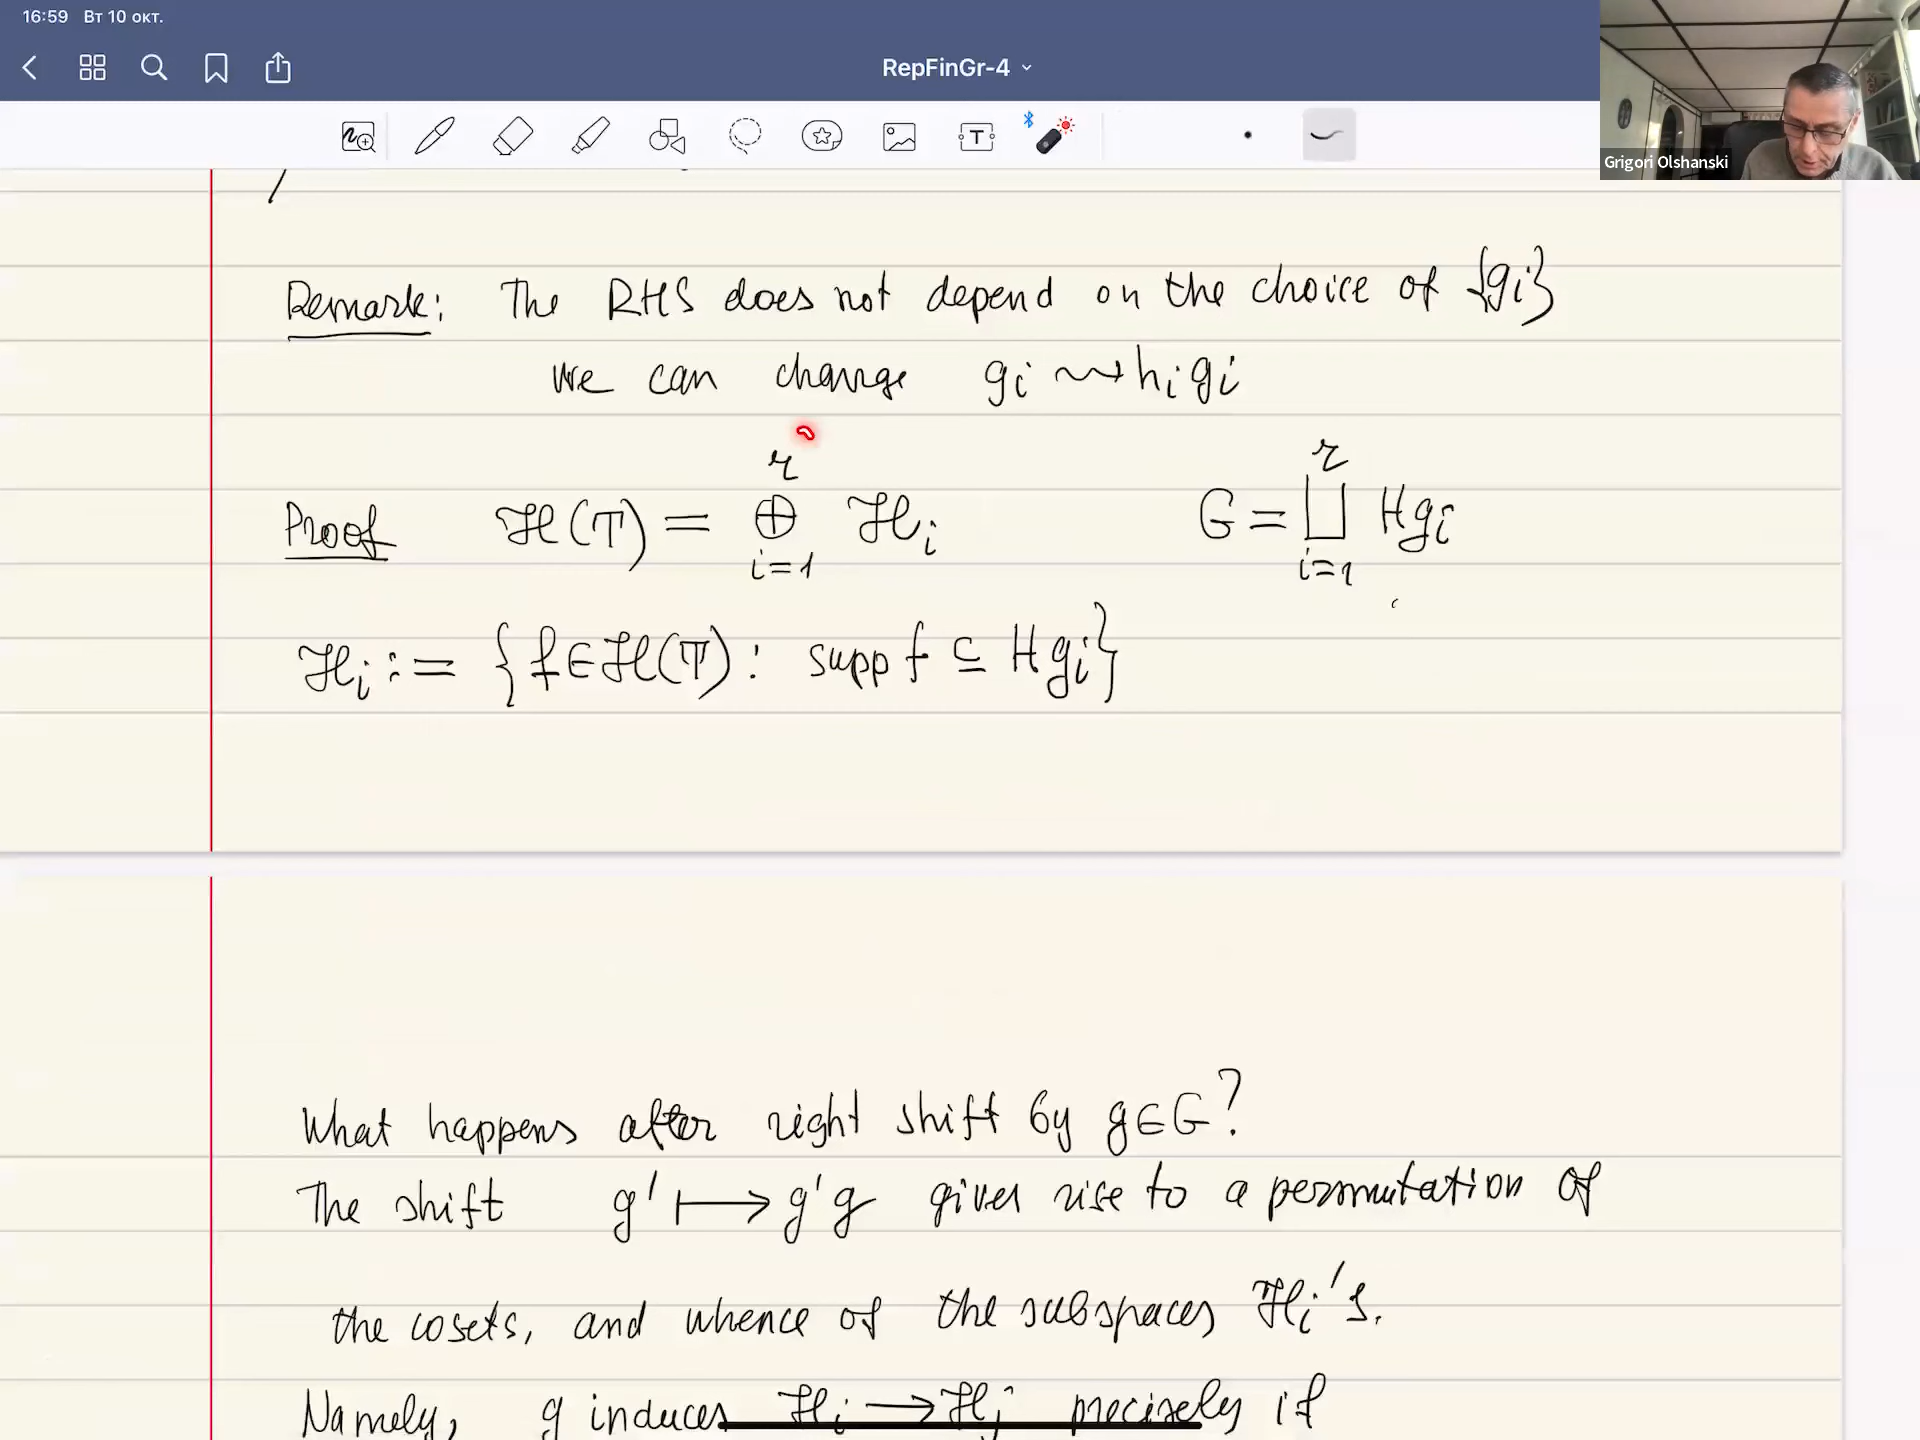 16:59 Вт 10 окт.
RepFinGr-4
Grigori Olshanski
Remark: The RHS does not depend on the choice of {gi}
we can change gi ⇝ higi
Proof ℋ(T) = ⊕ᵣ i=1 ℋi G = ⊔ r i=1 Hgi
ℋi := {f∈ℋ(T): supp f ⊆ Hgi}
What happens after right shift by g∈G?
The shift g' ↦ g'g gives rise to a permutation of
the cosets, and whence of the subspaces ℋi's.
Namely, g induces ℋi → ℋj precisely if